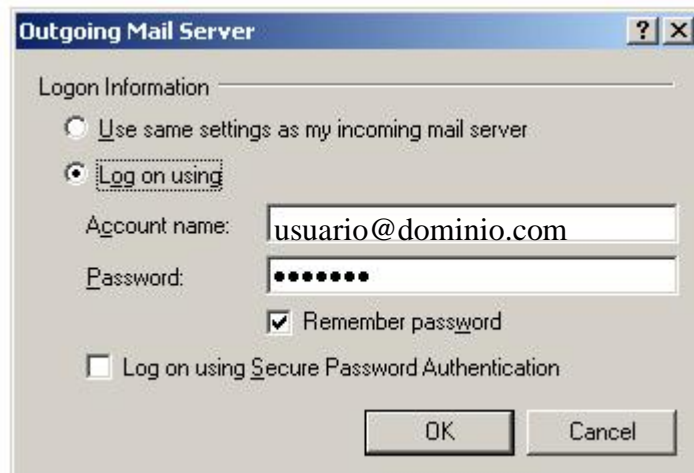 Outgoing Mail Server
Logon Information
Use same settings as my incoming mail server
Log on using
Account name: usuario@dominio.com
Password: •••••••
Remember password
Log on using Secure Password Authentication
OK Cancel